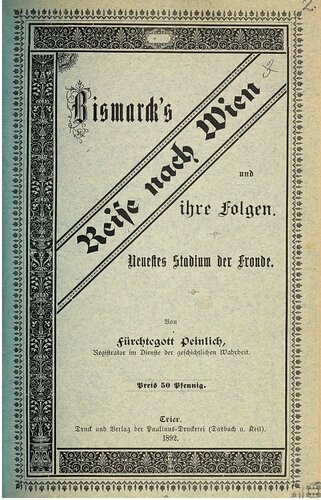 Bismarck's
Reise nach Wien
und
ihre Folgen.
Neuestes Stadium der Fronde.
Von
Fürchtegott Peinlich,
Registrator im Dienste der geschichtlichen Wahrheit.
Preis 50 Pfennig.
Trier.
Druck und Verlag der Paulinus-Druckerei (Dasbach u. Keil).
1892.